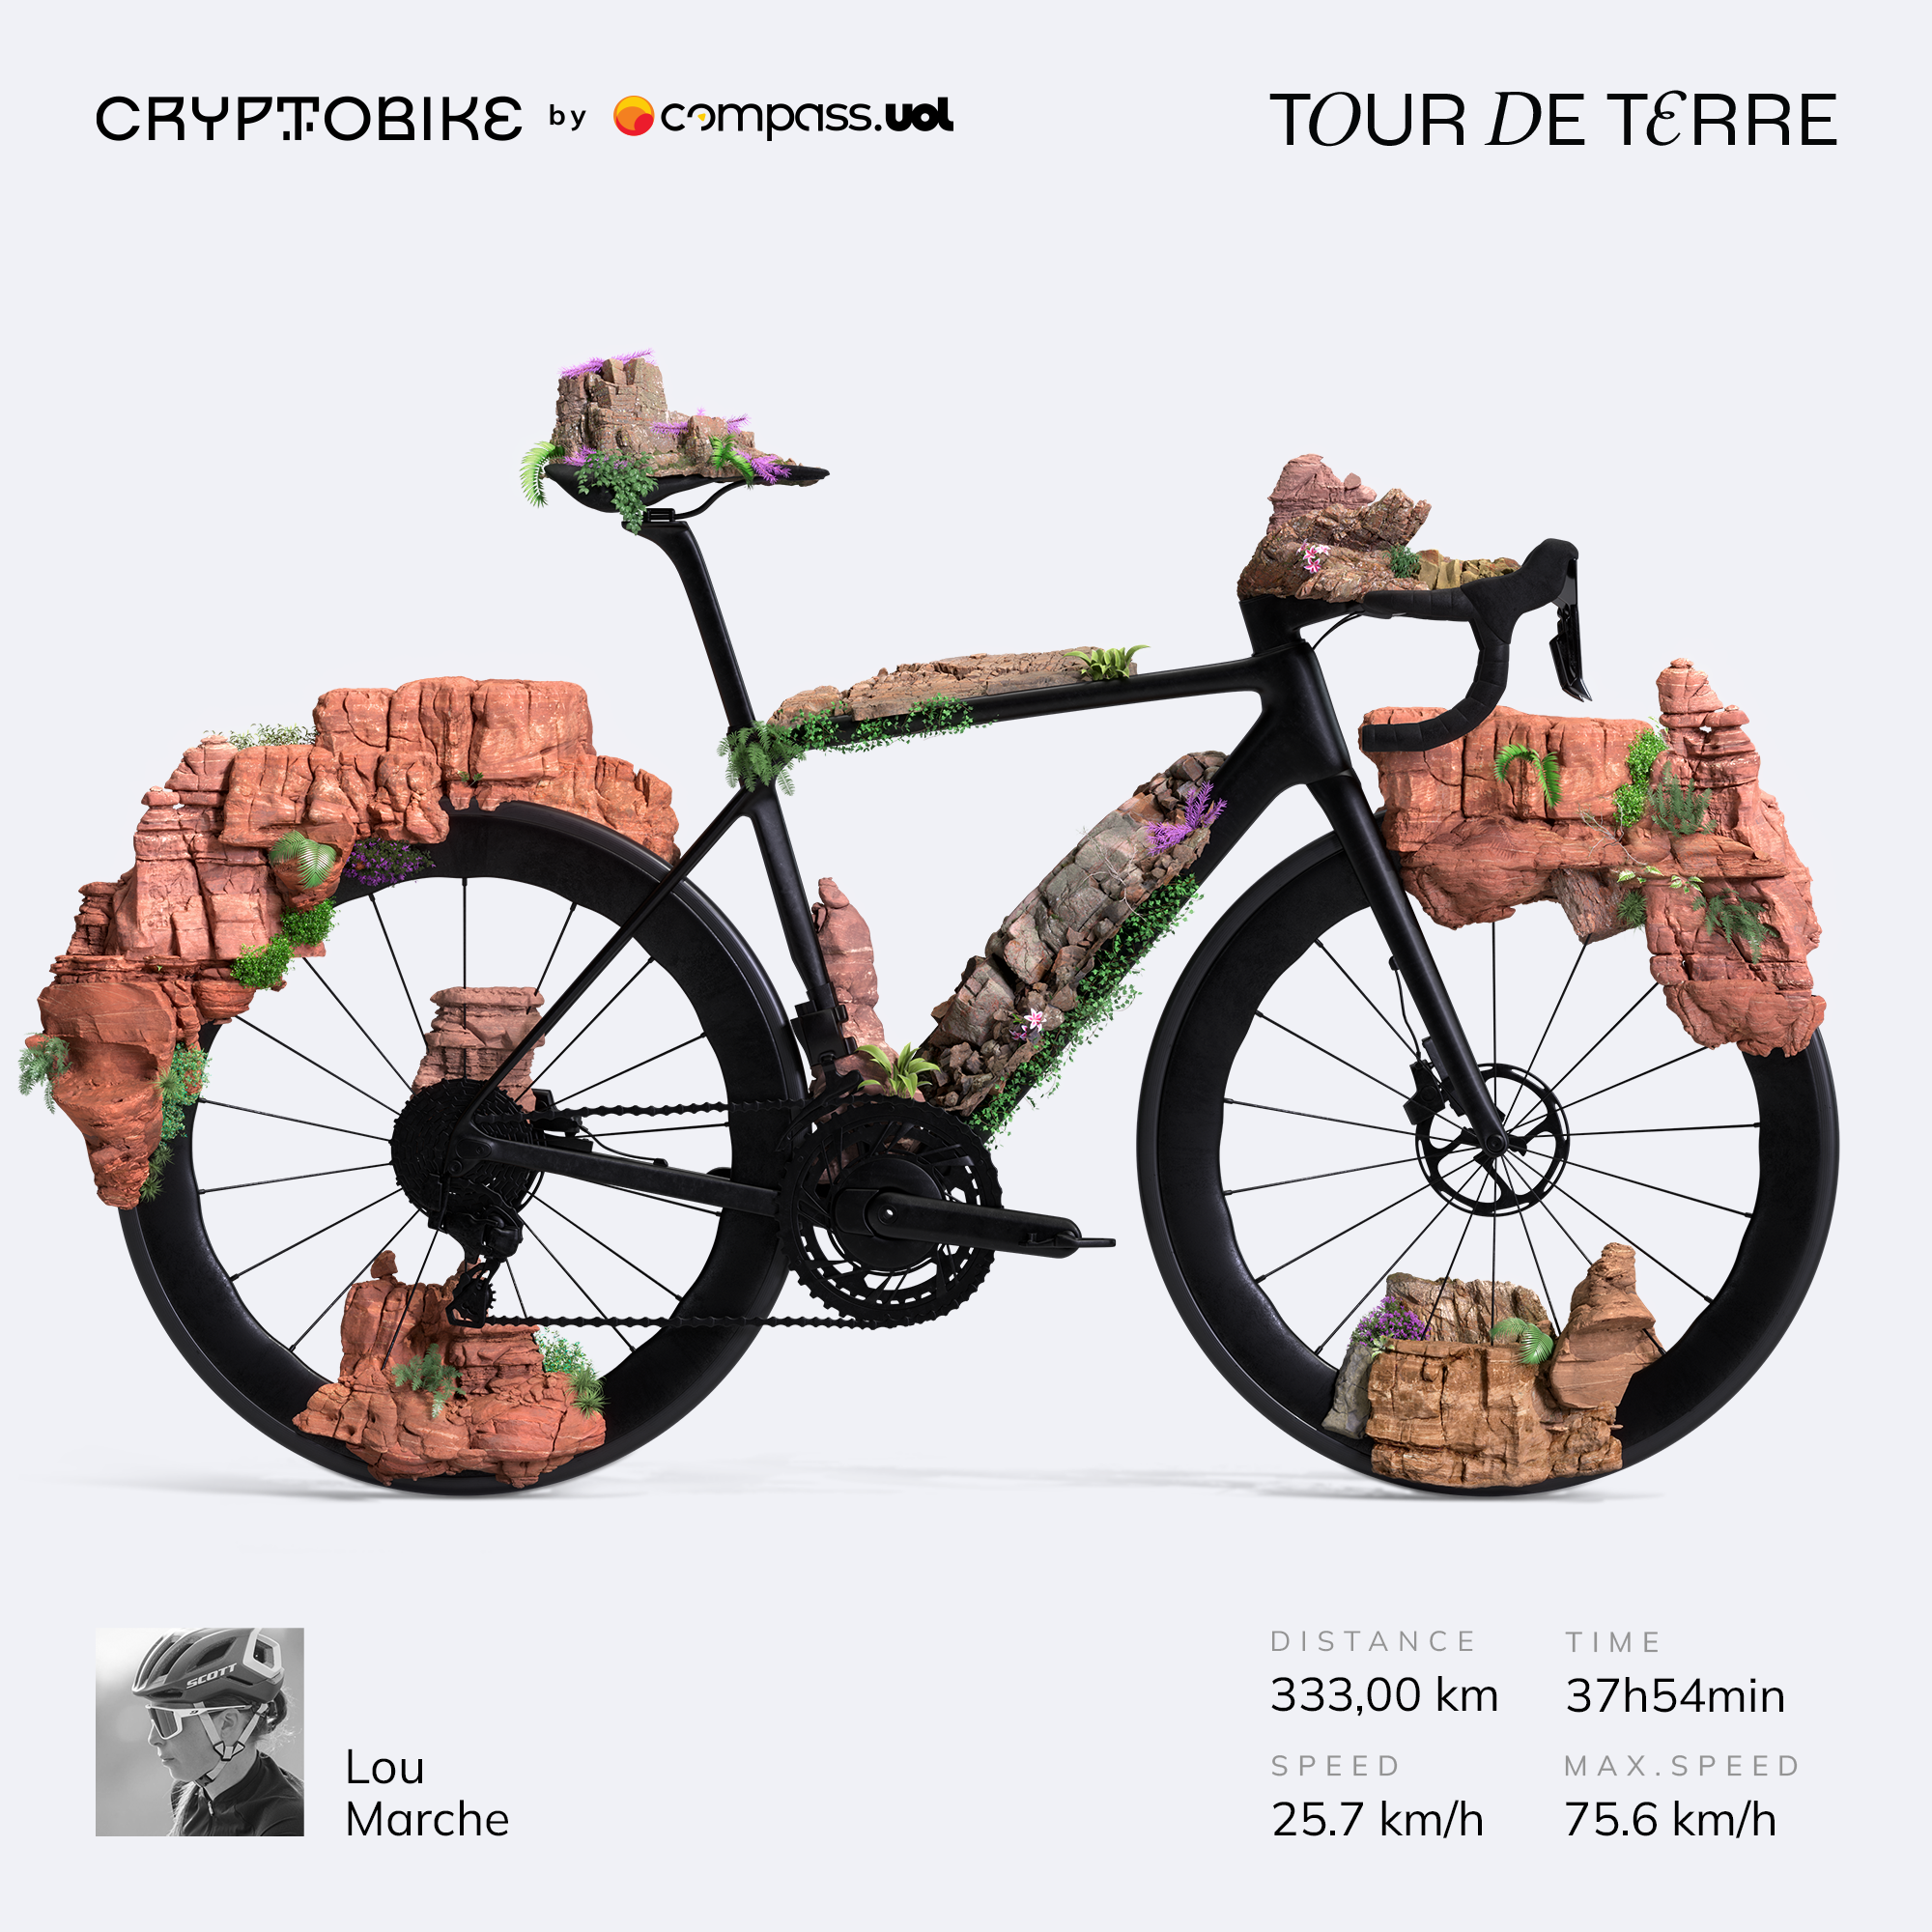 CRYPTOBIKE by compass.uol
TOUR DE TERRE
SCOTT
Lou
Marche
DISTANCE
333,00 km
TIME
37h54min
SPEED
25.7 km/h
MAX.SPEED
75.6 km/h